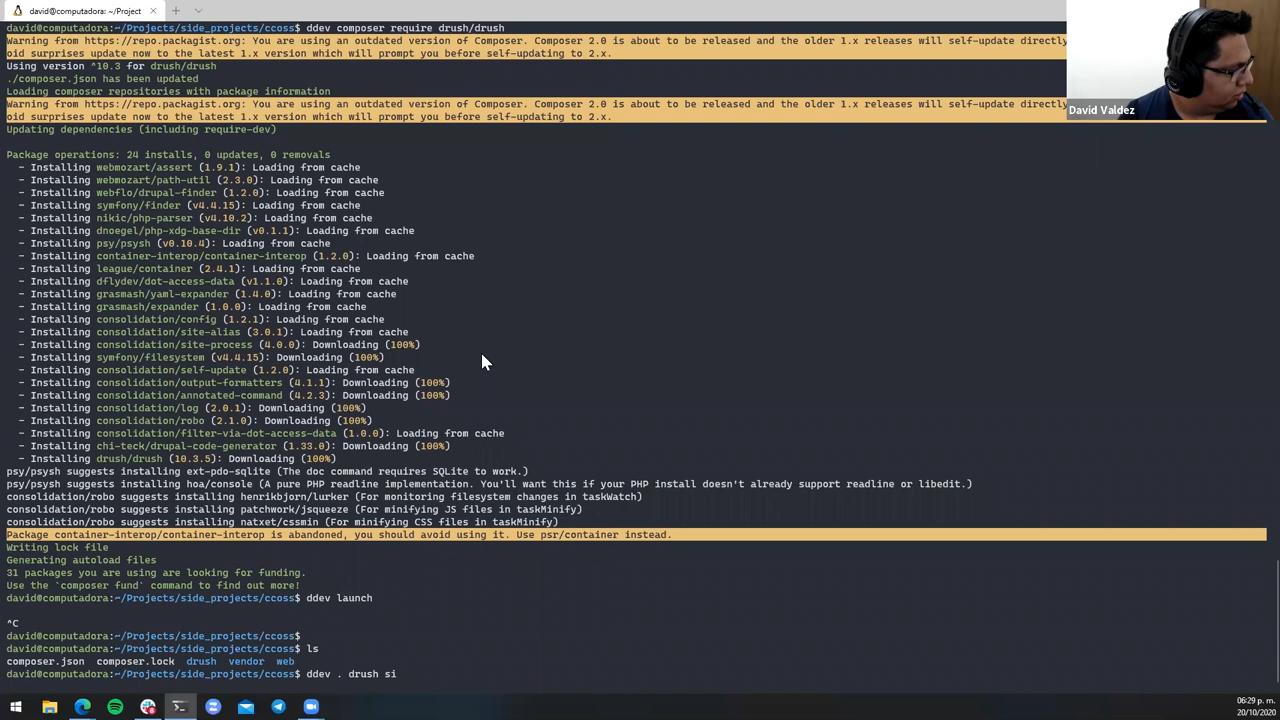 david@computadora:~/Project
david@computadora:~/Projects/side_projects/ccoss$ ddev composer require drush/drush
Warning from https://repo.packagist.org: You are using an outdated version of Composer. Composer 2.0 is about to be released and the older 1.x releases will self-update directly
oid surprises update now to the latest 1.x version which will prompt you before self-updating to 2.x.
Using version ^10.3 for drush/drush
./composer.json has been updated
Loading composer repositories with package information
Warning from https://repo.packagist.org: You are using an outdated version of Composer. Composer 2.0 is about to be released and the older 1.x releases will self-update directly
oid surprises update now to the latest 1.x version which will prompt you before self-updating to 2.x.
Updating dependencies (including require-dev)
Package operations: 24 installs, 0 updates, 0 removals
- Installing webmozart/assert (1.9.1): Loading from cache
- Installing webmozart/path-util (2.3.0): Loading from cache
- Installing webflo/drupal-finder (1.2.0): Loading from cache
- Installing symfony/finder (v4.4.15): Loading from cache
- Installing nikic/php-parser (v4.10.2): Loading from cache
- Installing dnoegel/php-xdg-base-dir (v0.1.1): Loading from cache
- Installing psy/psysh (v0.10.4): Loading from cache
- Installing container-interop/container-interop (1.2.0): Loading from cache
- Installing league/container (2.4.1): Loading from cache
- Installing dflydev/dot-access-data (v1.1.0): Loading from cache
- Installing grasmash/yaml-expander (1.4.0): Loading from cache
- Installing grasmash/expander (1.0.0): Loading from cache
- Installing consolidation/config (1.2.1): Loading from cache
- Installing consolidation/site-alias (3.0.1): Loading from cache
- Installing consolidation/site-process (4.0.0): Downloading (100%)
- Installing symfony/filesystem (v4.4.15): Downloading (100%)
- Installing consolidation/self-update (1.2.0): Loading from cache
- Installing consolidation/output-formatters (4.1.1): Downloading (100%)
- Installing consolidation/annotated-command (4.2.3): Downloading (100%)
- Installing consolidation/log (2.0.1): Downloading (100%)
- Installing consolidation/robo (2.1.0): Downloading (100%)
- Installing consolidation/filter-via-dot-access-data (1.0.0): Loading from cache
- Installing chi-teck/drupal-code-generator (1.33.0): Downloading (100%)
- Installing drush/drush (10.3.5): Downloading (100%)
psy/psysh suggests installing ext-pdo-sqlite (The doc command requires SQLite to work.)
psy/psysh suggests installing hoa/console (A pure PHP readline implementation. You'll want this if your PHP install doesn't already support readline or libedit.)
consolidation/robo suggests installing henrikbjorn/lurker (For monitoring filesystem changes in taskWatch)
consolidation/robo suggests installing patchwork/jsqueeze (For minifying JS files in taskMinify)
consolidation/robo suggests installing natxet/cssmin (For minifying CSS files in taskMinify)
Package container-interop/container-interop is abandoned, you should avoid using it. Use psr/container instead.
Writing lock file
Generating autoload files
31 packages you are using are looking for funding.
Use the `composer fund` command to find out more!
david@computadora:~/Projects/side_projects/ccoss$ ddev launch
^C
david@computadora:~/Projects/side_projects/ccoss$
david@computadora:~/Projects/side_projects/ccoss$ ls
composer.json composer.lock drush vendor web
david@computadora:~/Projects/side_projects/ccoss$ ddev . drush si
David Valdez
06:29 p. m.
20/10/2020